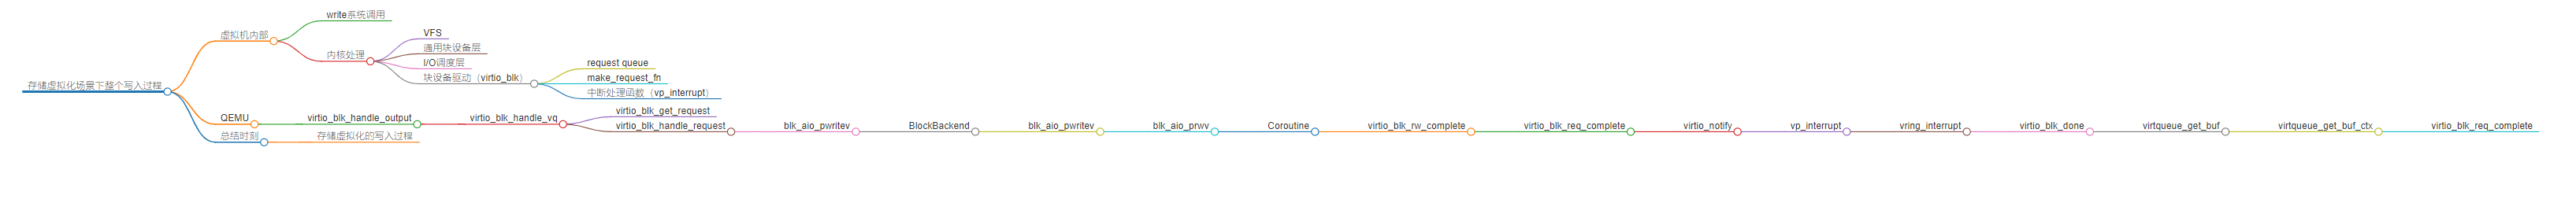 存储虚拟化场景下整个写入过程
虚拟机内部
write系统调用
内核处理
VFS
通用块设备层
I/O调度层
块设备驱动（virtio_blk）
request queue
make_request_fn
中断处理函数（vp_interrupt）
QEMU
virtio_blk_handle_output
virtio_blk_handle_vq
virtio_blk_get_request
virtio_blk_handle_request
blk_aio_pwritev
BlockBackend
blk_aio_pwritev
blk_aio_prwv
Coroutine
virtio_blk_rw_complete
virtio_blk_req_complete
virtio_notify
vp_interrupt
vring_interrupt
virtio_blk_done
virtqueue_get_buf
virtqueue_get_buf_ctx
virtio_blk_req_complete
总结时刻
存储虚拟化的写入过程